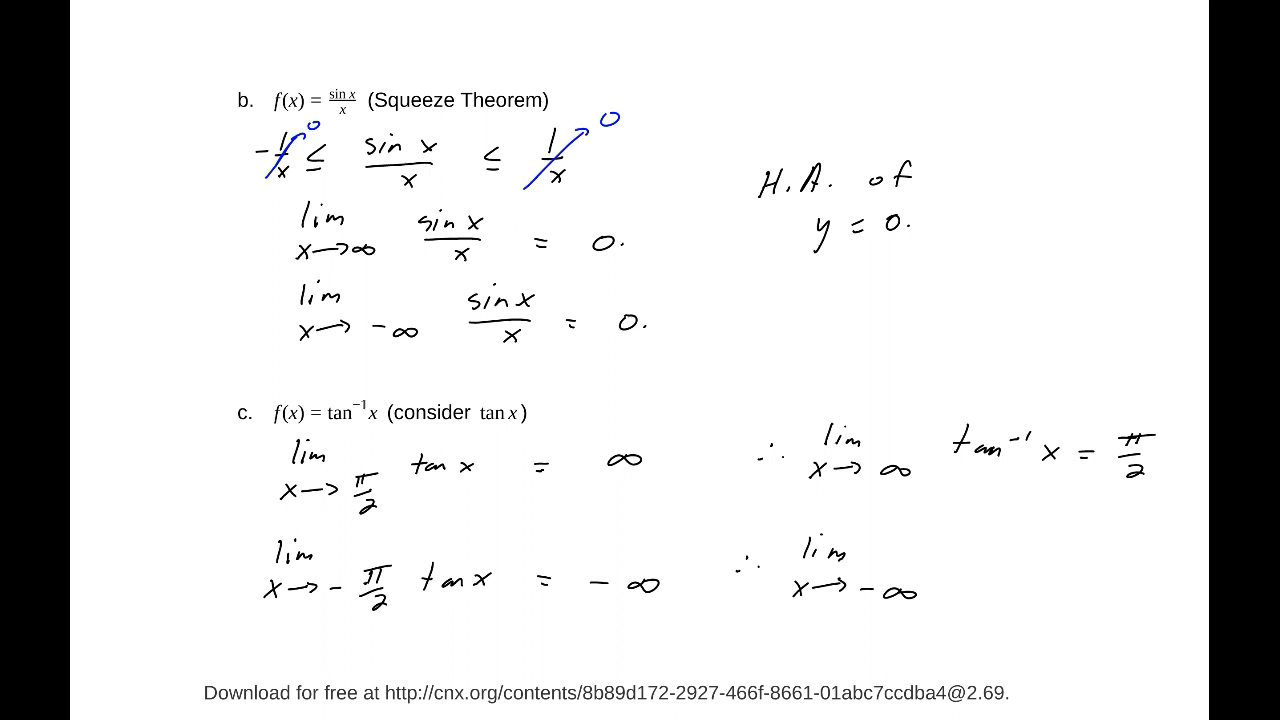 b. f(x) = sin x / x (Squeeze Theorem)
0 0
- 1/x ≤ sin x / x ≤ 1/x
H.A. of
y = 0.
lim x→∞ sin x / x = 0.
lim x→ -∞ sin x / x = 0.
c. f(x) = tan⁻¹ x (consider tan x)
lim x→ π/2 tan x = ∞ ∴ lim x→ ∞ tan⁻¹ x = π/2
lim x→ - π/2 tan x = - ∞ ∴ lim x→ -∞
Download for free at http://cnx.org/contents/8b89d172-2927-466f-8661-01abc7ccdba4@2.69.